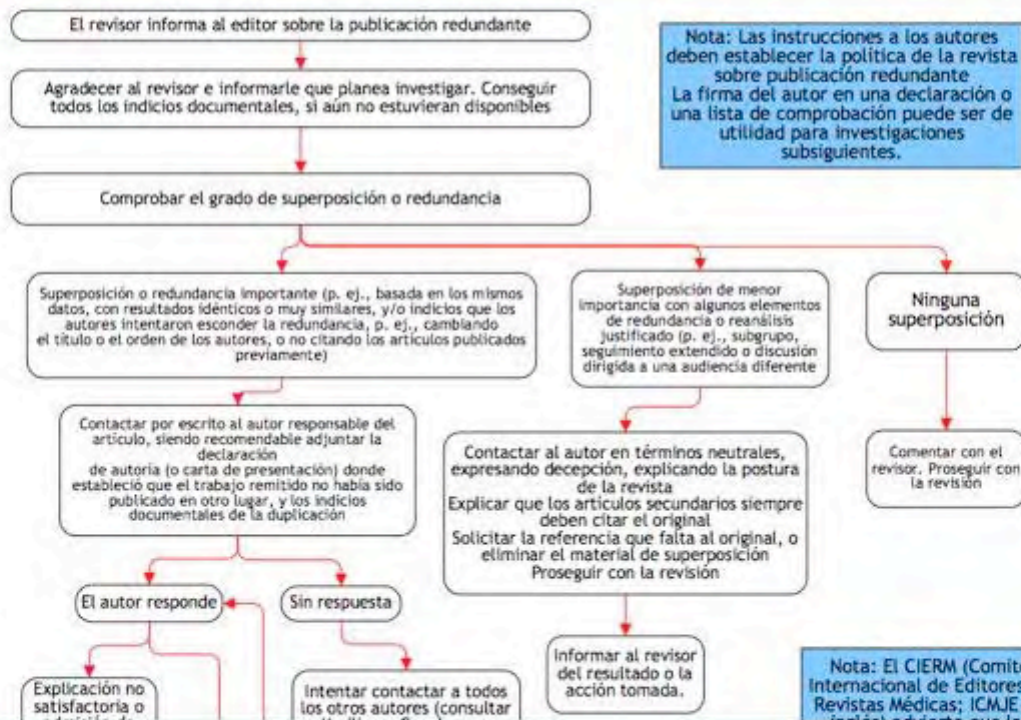 El revisor informa al editor sobre la publicación redundante
Nota: Las instrucciones a los autores
deben establecer la política de la revista
sobre publicación redundante
La firma del autor en una declaración o
una lista de comprobación puede ser de
utilidad para investigaciones
subsiguientes.
Agradecer al revisor e informarle que planea investigar. Conseguir
todos los indicios documentales, si aún no estuvieran disponibles
Comprobar el grado de superposición o redundancia
Superposición o redundancia importante (p. ej., basada en los mismos
datos, con resultados idénticos o muy similares, y/o indicios que los
autores intentaron esconder la redundancia, p. ej., cambiando
el título o el orden de los autores, o no citando los artículos publicados
previamente)
Superposición de menor
importancia con algunos elementos
de redundancia o reanálisis
justificado (p. ej., subgrupo,
seguimiento extendido o discusión
dirigida a una audiencia diferente
Ninguna
superposición
Contactar por escrito al autor responsable del
artículo, siendo recomendable adjuntar la
declaración
de autoría (o carta de presentación) donde
estableció que el trabajo remitido no había sido
publicado en otro lugar, y los indicios
documentales de la duplicación
Contactar al autor en términos neutrales,
expresando decepción, explicando la postura
de la revista
Explicar que los artículos secundarios siempre
deben citar el original
Solicitar la referencia que falta al original, o
eliminar el material de superposición
Proseguir con la revisión
Comentar con el
revisor. Proseguir con
la revisión
El autor responde
Sin respuesta
Informar al revisor
del resultado o la
acción tomada.
Explicación no
satisfactoria o
Intentar contactar a todos
los otros autores (consultar
Nota: El CIERM (Comité
Internacional de Editores
Revistas Médicas; ICMJE